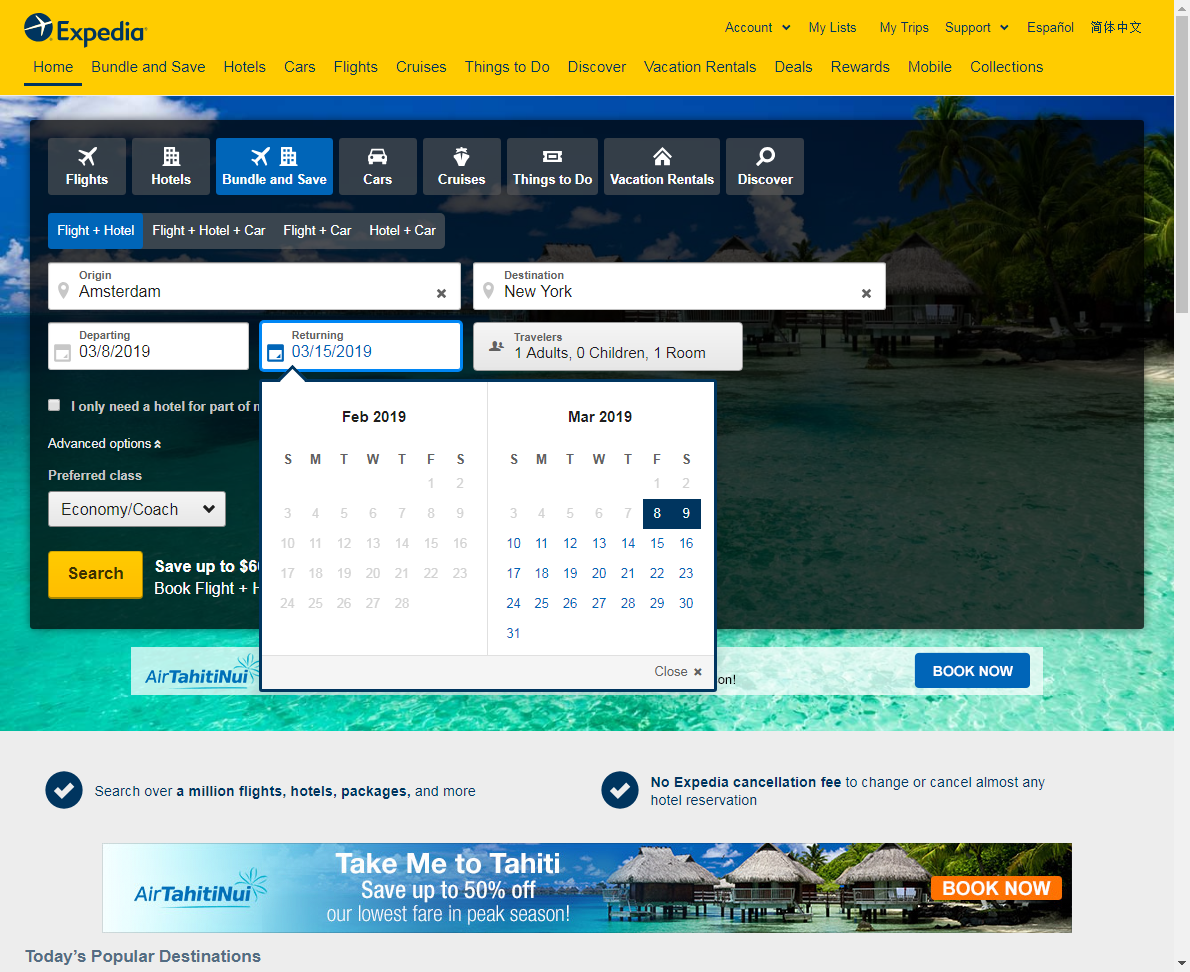 Expedia
Account
My Lists
My Trips
Support
Español
简体中文
Home
Bundle and Save
Hotels
Cars
Flights
Cruises
Things to Do
Discover
Vacation Rentals
Deals
Rewards
Mobile
Collections
Flights
Hotels
Bundle and Save
Cars
Cruises
Things to Do
Vacation Rentals
Discover
Flight + Hotel
Flight + Hotel + Car
Flight + Car
Hotel + Car
Origin
Amsterdam
Destination
New York
Departing
03/8/2019
Returning
03/15/2019
Travelers
1 Adults, 0 Children, 1 Room
I only need a hotel for part of
Advanced options
Preferred class
Economy/Coach
Search
Save up to $6
Book Flight +
Feb 2019
S M T W T F S
1 2
3 4 5 6 7 8 9
10 11 12 13 14 15 16
17 18 19 20 21 22 23
24 25 26 27 28
Mar 2019
S M T W T F S
1 2
3 4 5 6 7 8 9
10 11 12 13 14 15 16
17 18 19 20 21 22 23
24 25 26 27 28 29 30
31
Close
AirTahitiNui
on!
BOOK NOW
Search over a million flights, hotels, packages, and more
No Expedia cancellation fee to change or cancel almost any
hotel reservation
AirTahitiNui
Take Me to Tahiti
Save up to 50% off
our lowest fare in peak season!
BOOK NOW
Today's Popular Destinations